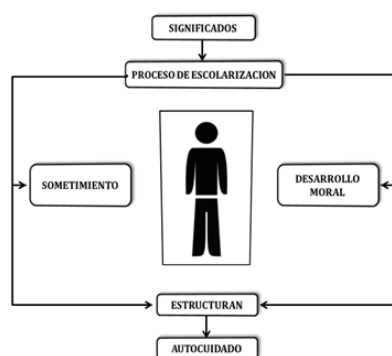 SIGNIFICADOS
PROCESO DE ESCOLARIZACION
SOMETIMIENTO
DESARROLLO
MORAL
ESTRUCTURAN
AUTOCUIDADO